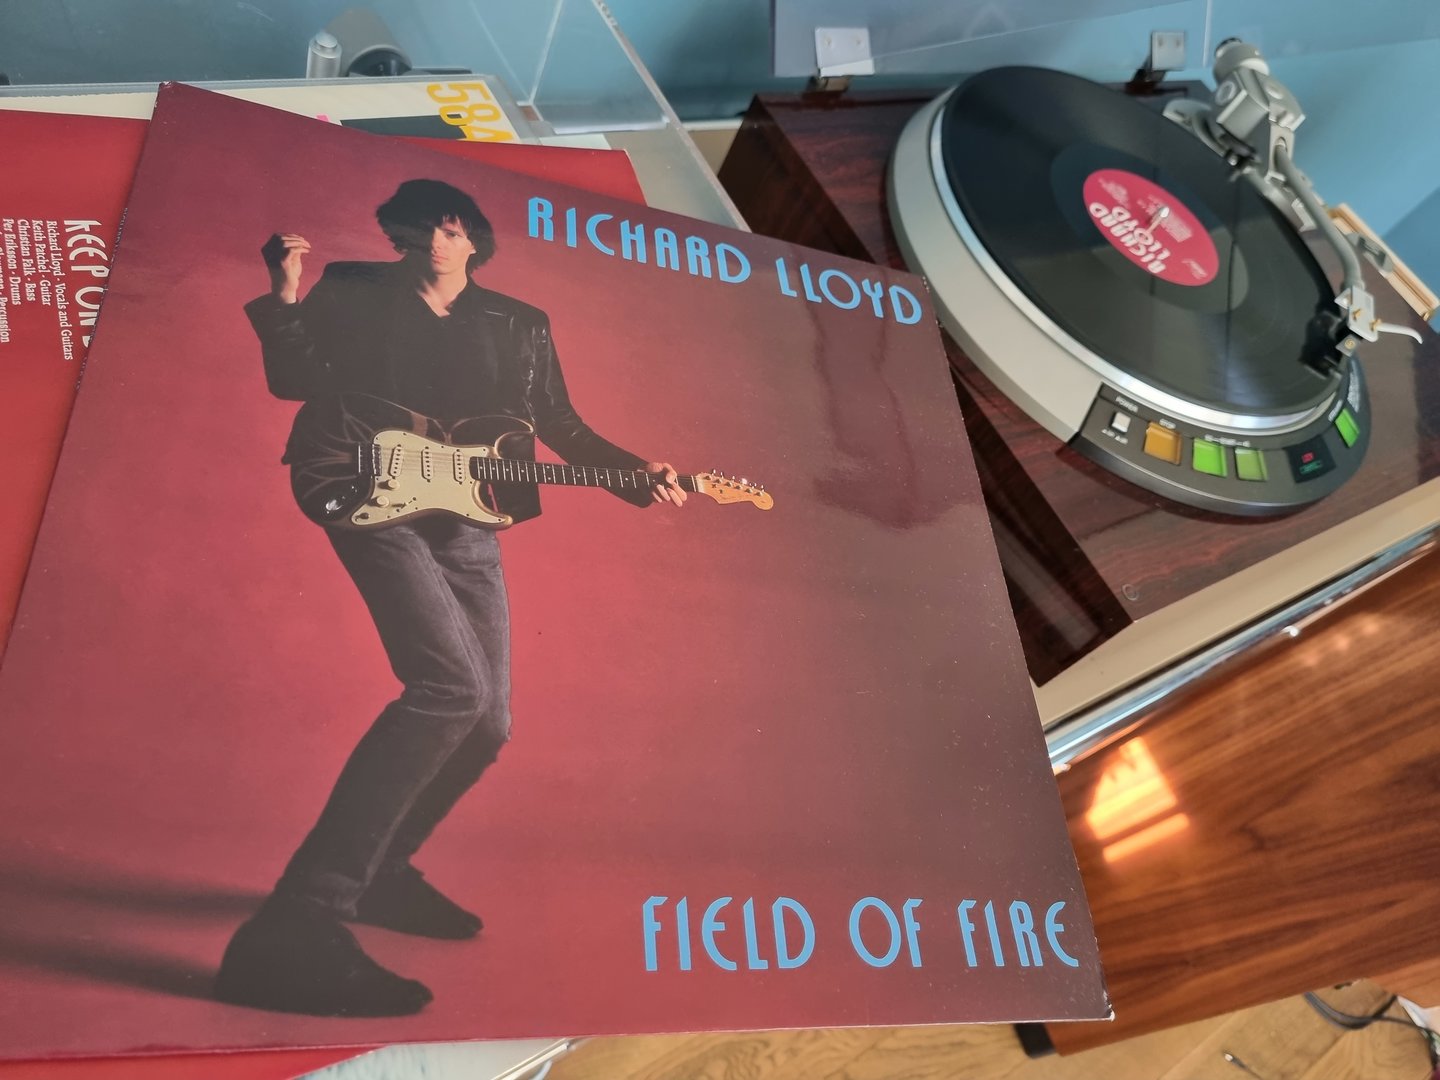 RICHARD LLOYD
FIELD OF FIRE
584
KEEP ON
Richard Lloyd - Vocals and Guitars
Keith Patchel - Guitar
Christian Falk - Bass
Per Eriksson - Drums
Percussion
RICHARD
LLOYD
POWER
STOP